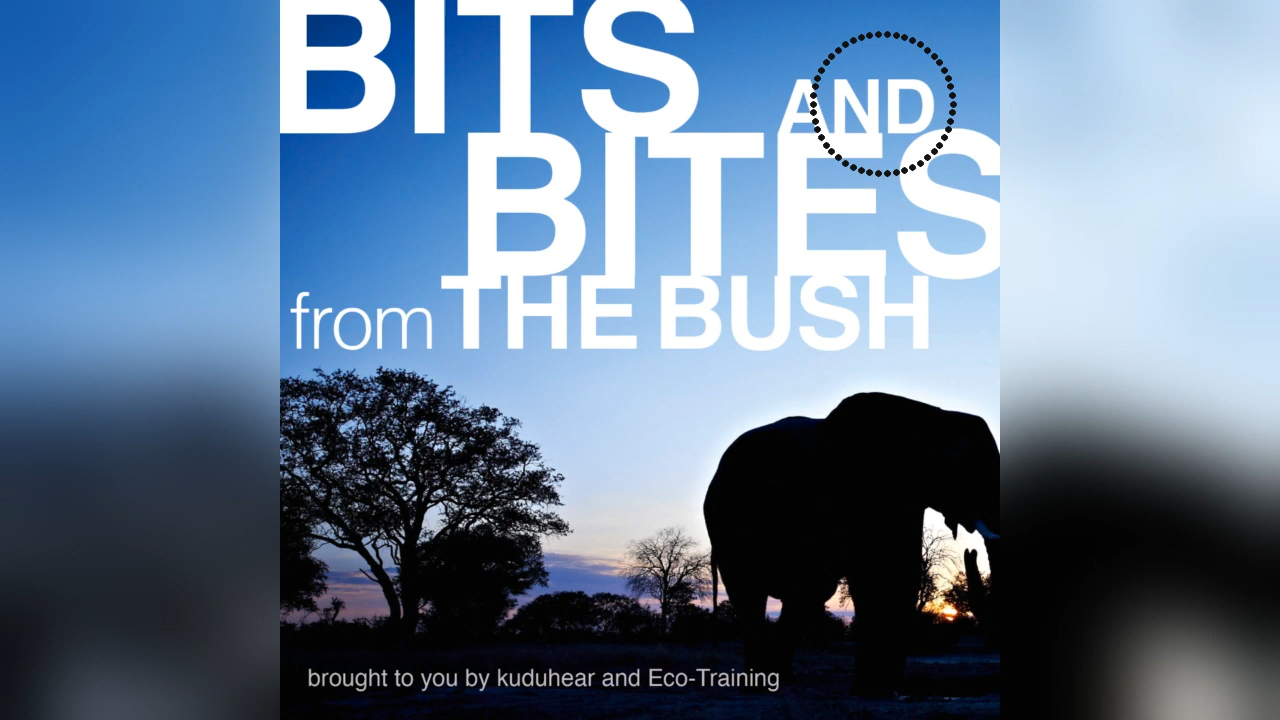 BITS
AND
BITES
from THE BUSH
brought to you by kuduhear and Eco-Training